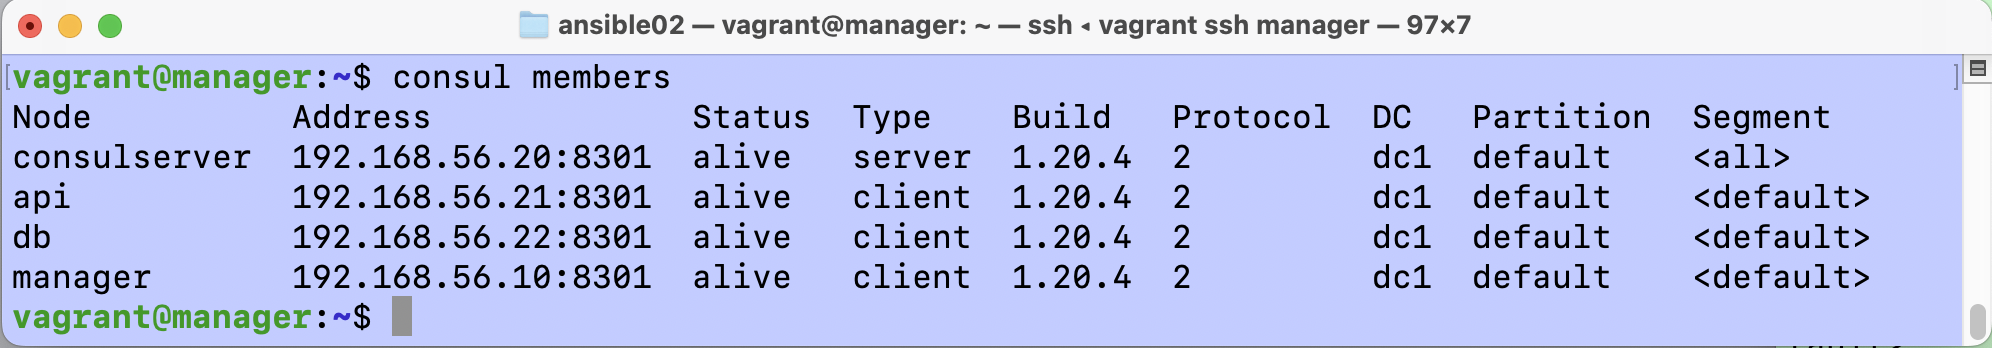 ansible02 — vagrant@manager: ~ — ssh ◂ vagrant ssh manager — 97×7
[vagrant@manager:~$ consul members ]
Node Address Status Type Build Protocol DC Partition Segment
consulserver 192.168.56.20:8301 alive server 1.20.4 2 dc1 default <all>
api 192.168.56.21:8301 alive client 1.20.4 2 dc1 default <default>
db 192.168.56.22:8301 alive client 1.20.4 2 dc1 default <default>
manager 192.168.56.10:8301 alive client 1.20.4 2 dc1 default <default>
vagrant@manager:~$